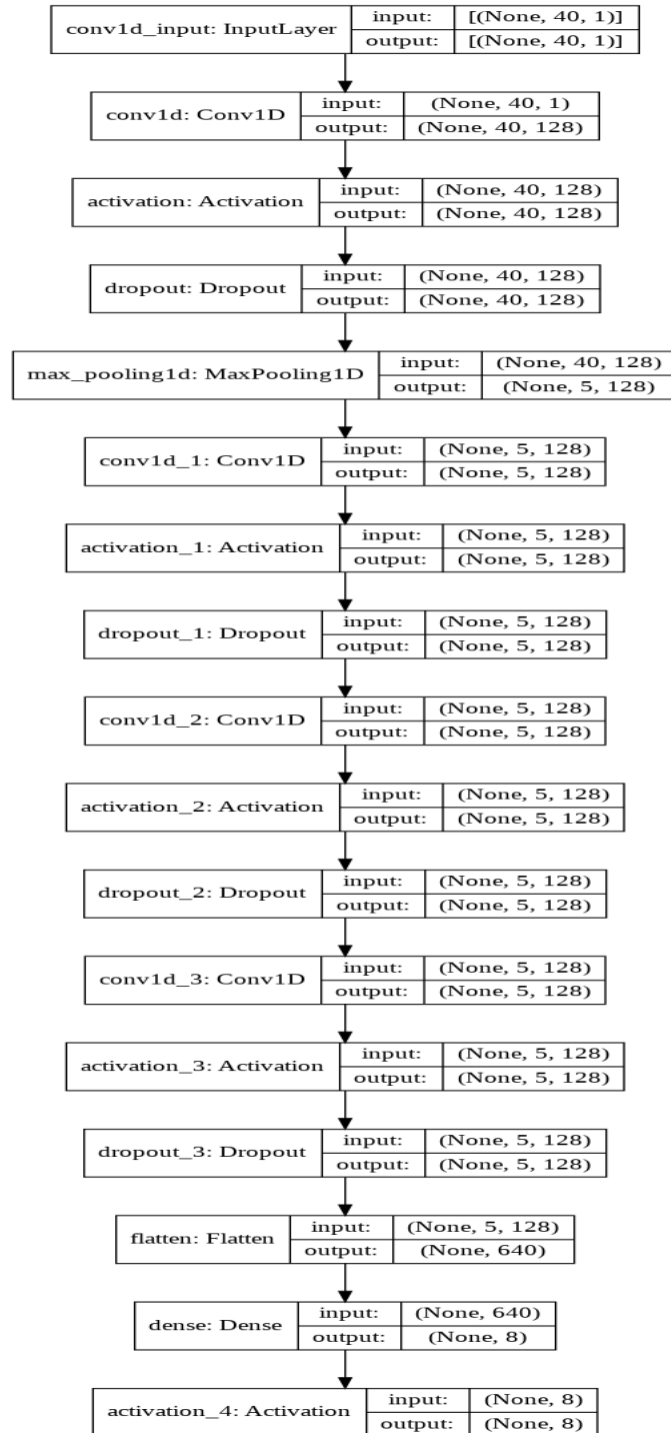 conv1d_input: InputLayer input: [(None, 40, 1)]
output: [(None, 40, 1)]
conv1d: Conv1D input: (None, 40, 1)
output: (None, 40, 128)
activation: Activation input: (None, 40, 128)
output: (None, 40, 128)
dropout: Dropout input: (None, 40, 128)
output: (None, 40, 128)
max_pooling1d: MaxPooling1D input: (None, 40, 128)
output: (None, 5, 128)
conv1d_1: Conv1D input: (None, 5, 128)
output: (None, 5, 128)
activation_1: Activation input: (None, 5, 128)
output: (None, 5, 128)
dropout_1: Dropout input: (None, 5, 128)
output: (None, 5, 128)
conv1d_2: Conv1D input: (None, 5, 128)
output: (None, 5, 128)
activation_2: Activation input: (None, 5, 128)
output: (None, 5, 128)
dropout_2: Dropout input: (None, 5, 128)
output: (None, 5, 128)
conv1d_3: Conv1D input: (None, 5, 128)
output: (None, 5, 128)
activation_3: Activation input: (None, 5, 128)
output: (None, 5, 128)
dropout_3: Dropout input: (None, 5, 128)
output: (None, 5, 128)
flatten: Flatten input: (None, 5, 128)
output: (None, 640)
dense: Dense input: (None, 640)
output: (None, 8)
activation_4: Activation input: (None, 8)
output: (None, 8)